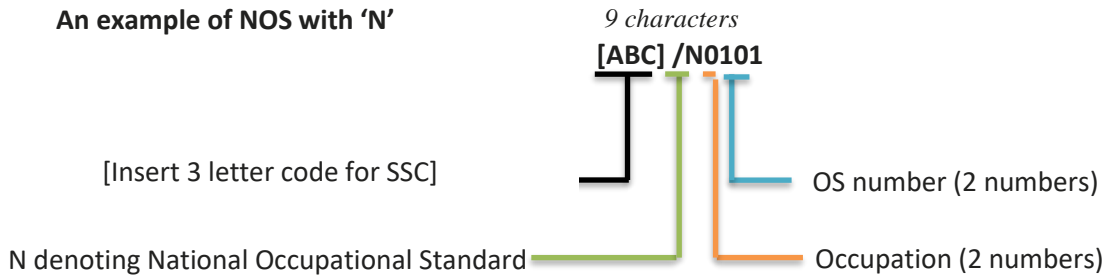 An example of NOS with ‘N’
9 characters
[ABC] /N0101
[Insert 3 letter code for SSC]
OS number (2 numbers)
N denoting National Occupational Standard
Occupation (2 numbers)